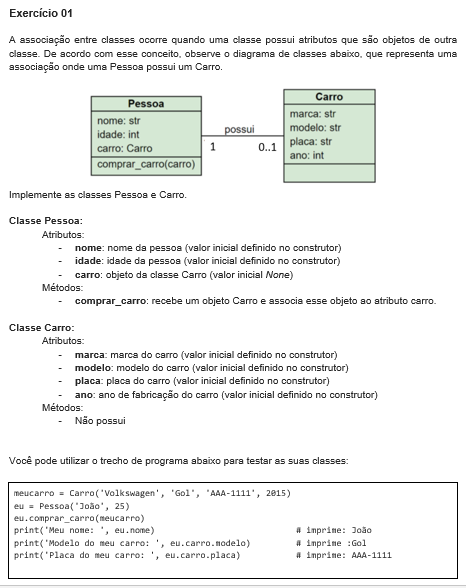 Exercício 01
A associação entre classes ocorre quando uma classe possui atributos que são objetos de outra
classe. De acordo com esse conceito, observe o diagrama de classes abaixo, que representa uma
associação onde uma Pessoa possui um Carro.
Pessoa
nome: str
idade: int
carro: Carro
comprar_carro(carro)
possui
1
0..1
Carro
marca: str
modelo: str
placa: str
ano: int
Implemente as classes Pessoa e Carro.
Classe Pessoa:
Atributos:
- nome: nome da pessoa (valor inicial definido no construtor)
- idade: idade da pessoa (valor inicial definido no construtor)
- carro: objeto da classe Carro (valor inicial None)
Métodos:
- comprar_carro: recebe um objeto Carro e associa esse objeto ao atributo carro.
Classe Carro:
Atributos:
- marca: marca do carro (valor inicial definido no construtor)
- modelo: modelo do carro (valor inicial definido no construtor)
- placa: placa do carro (valor inicial definido no construtor)
- ano: ano de fabricação do carro (valor inicial definido no construtor)
Métodos:
- Não possui
Você pode utilizar o trecho de programa abaixo para testar as suas classes:
meucarro = Carro('Volkswagen', 'Gol', 'AAA-1111', 2015)
eu = Pessoa('João', 25)
eu.comprar_carro(meucarro)
print('Meu nome: ', eu.nome) # imprime: João
print('Modelo do meu carro: ', eu.carro.modelo) # imprime :Gol
print('Placa do meu carro: ', eu.carro.placa) # imprime: AAA-1111